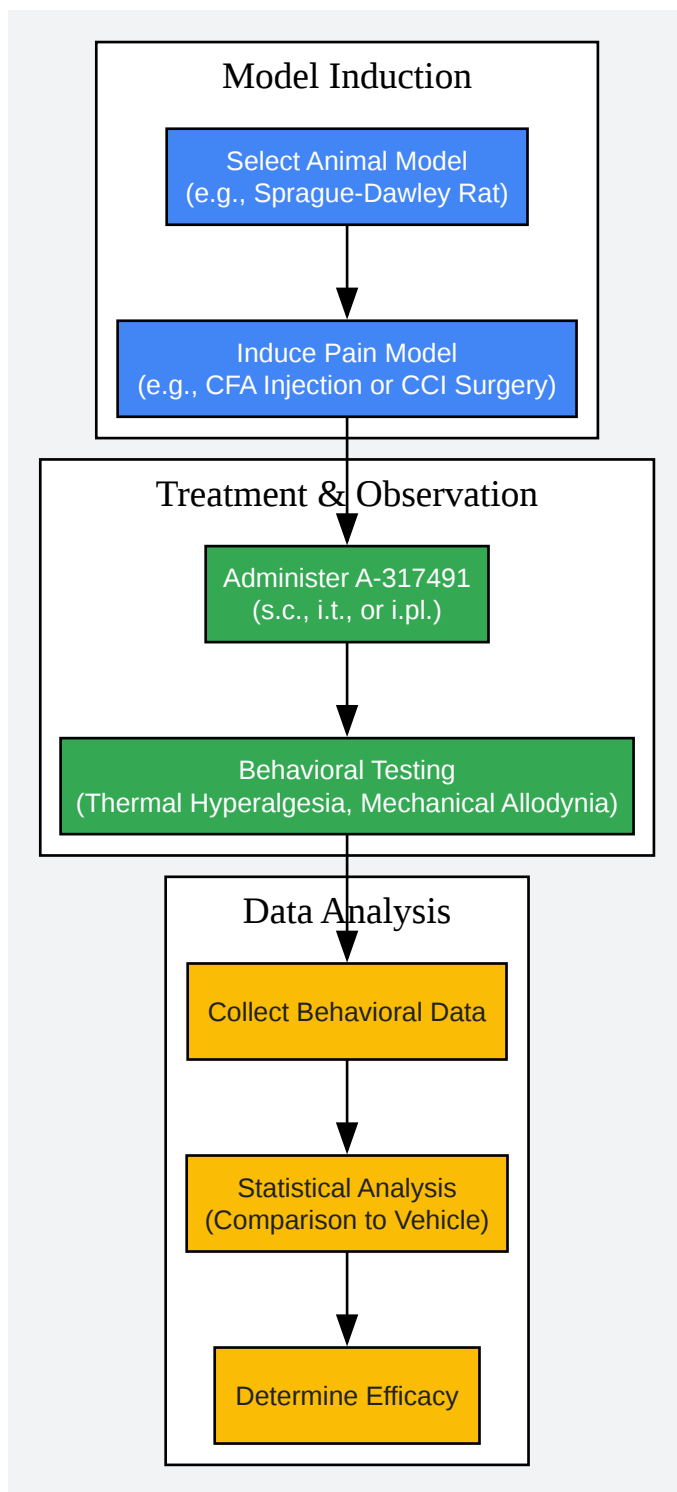 Model Induction
Select Animal Model
(e.g., Sprague-Dawley Rat)
Induce Pain Model
(e.g., CFA Injection or CCI Surgery)
Treatment & Observation
Administer A-317491
(s.c., i.t., or i.pl.)
Behavioral Testing
(Thermal Hyperalgesia, Mechanical Allodynia)
Data Analysis
Collect Behavioral Data
Statistical Analysis
(Comparison to Vehicle)
Determine Efficacy